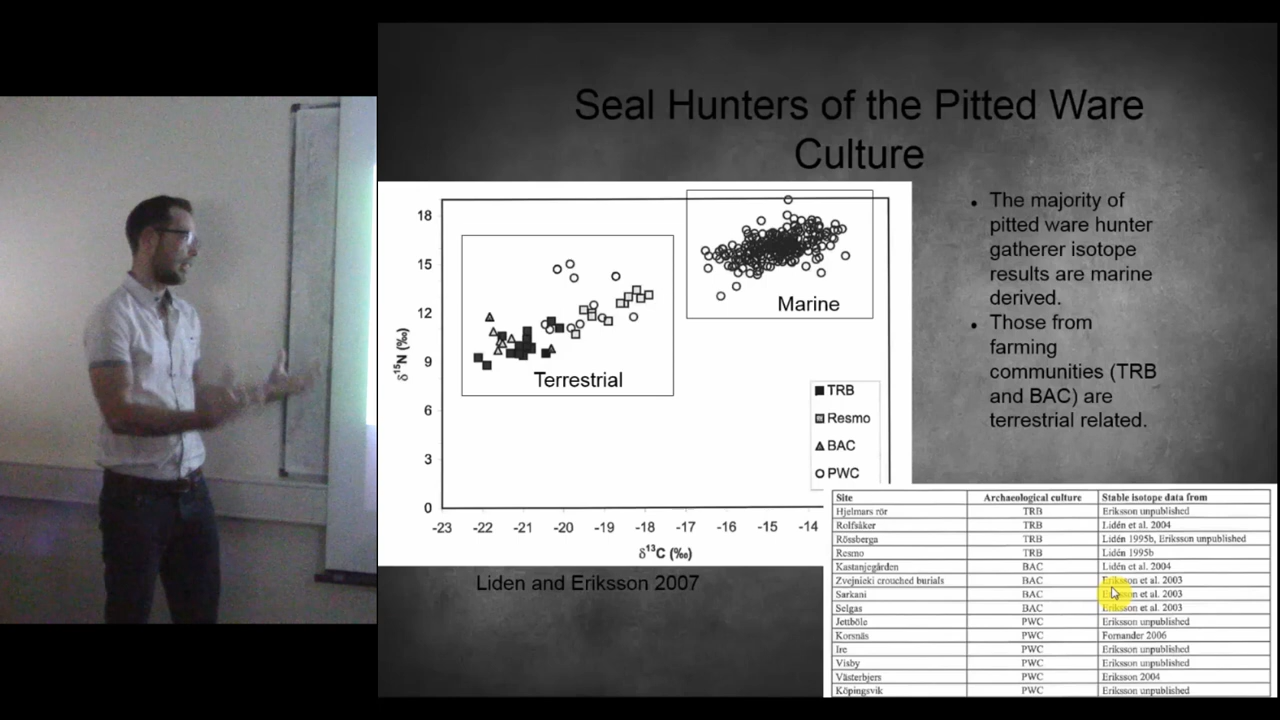 Seal Hunters of the Pitted Ware
Culture
18
15
12
9
6
3
0
δ15N (‰)
Terrestrial
Marine
TRB
Resmo
BAC
PWC
-23 -22 -21 -20 -19 -18 -17 -16 -15 -14
δ13C (‰)
Liden and Eriksson 2007
• The majority of
pitted ware hunter
gatherer isotope
results are marine
derived.
• Those from
farming
communities (TRB
and BAC) are
terrestrial related.
Site Archaeological culture Stable isotope data from
Hjelmars rör TRB Eriksson unpublished
Rolfsåker TRB Lidén et al. 2004
Rössberga TRB Lidén 1995b, Eriksson unpublished
Resmo TRB Lidén 1995b
Kastanjegården BAC Lidén et al. 2004
Zvejnieki crouched burials BAC Eriksson et al. 2003
Sarkani BAC Eriksson et al. 2003
Selgas BAC Eriksson et al. 2003
Jettböle PWC Eriksson unpublished
Korsnäs PWC Fornander 2006
Ire PWC Eriksson unpublished
Visby PWC Eriksson unpublished
Västerbjers PWC Eriksson 2004
Köpingsvik PWC Eriksson unpublished